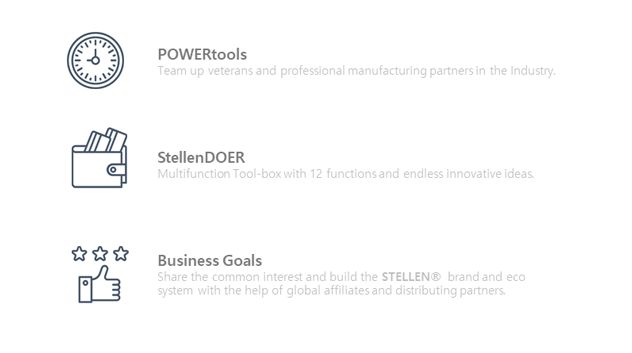 POWERtools
Team up veterans and professional manufacturing partners in the Industry.
StellenDOER
Multifunction Tool-box with 12 functions and endless innovative ideas.
Business Goals
Share the common interest and build the STELLEN® brand and eco
system with the help of global affiliates and distributing partners.